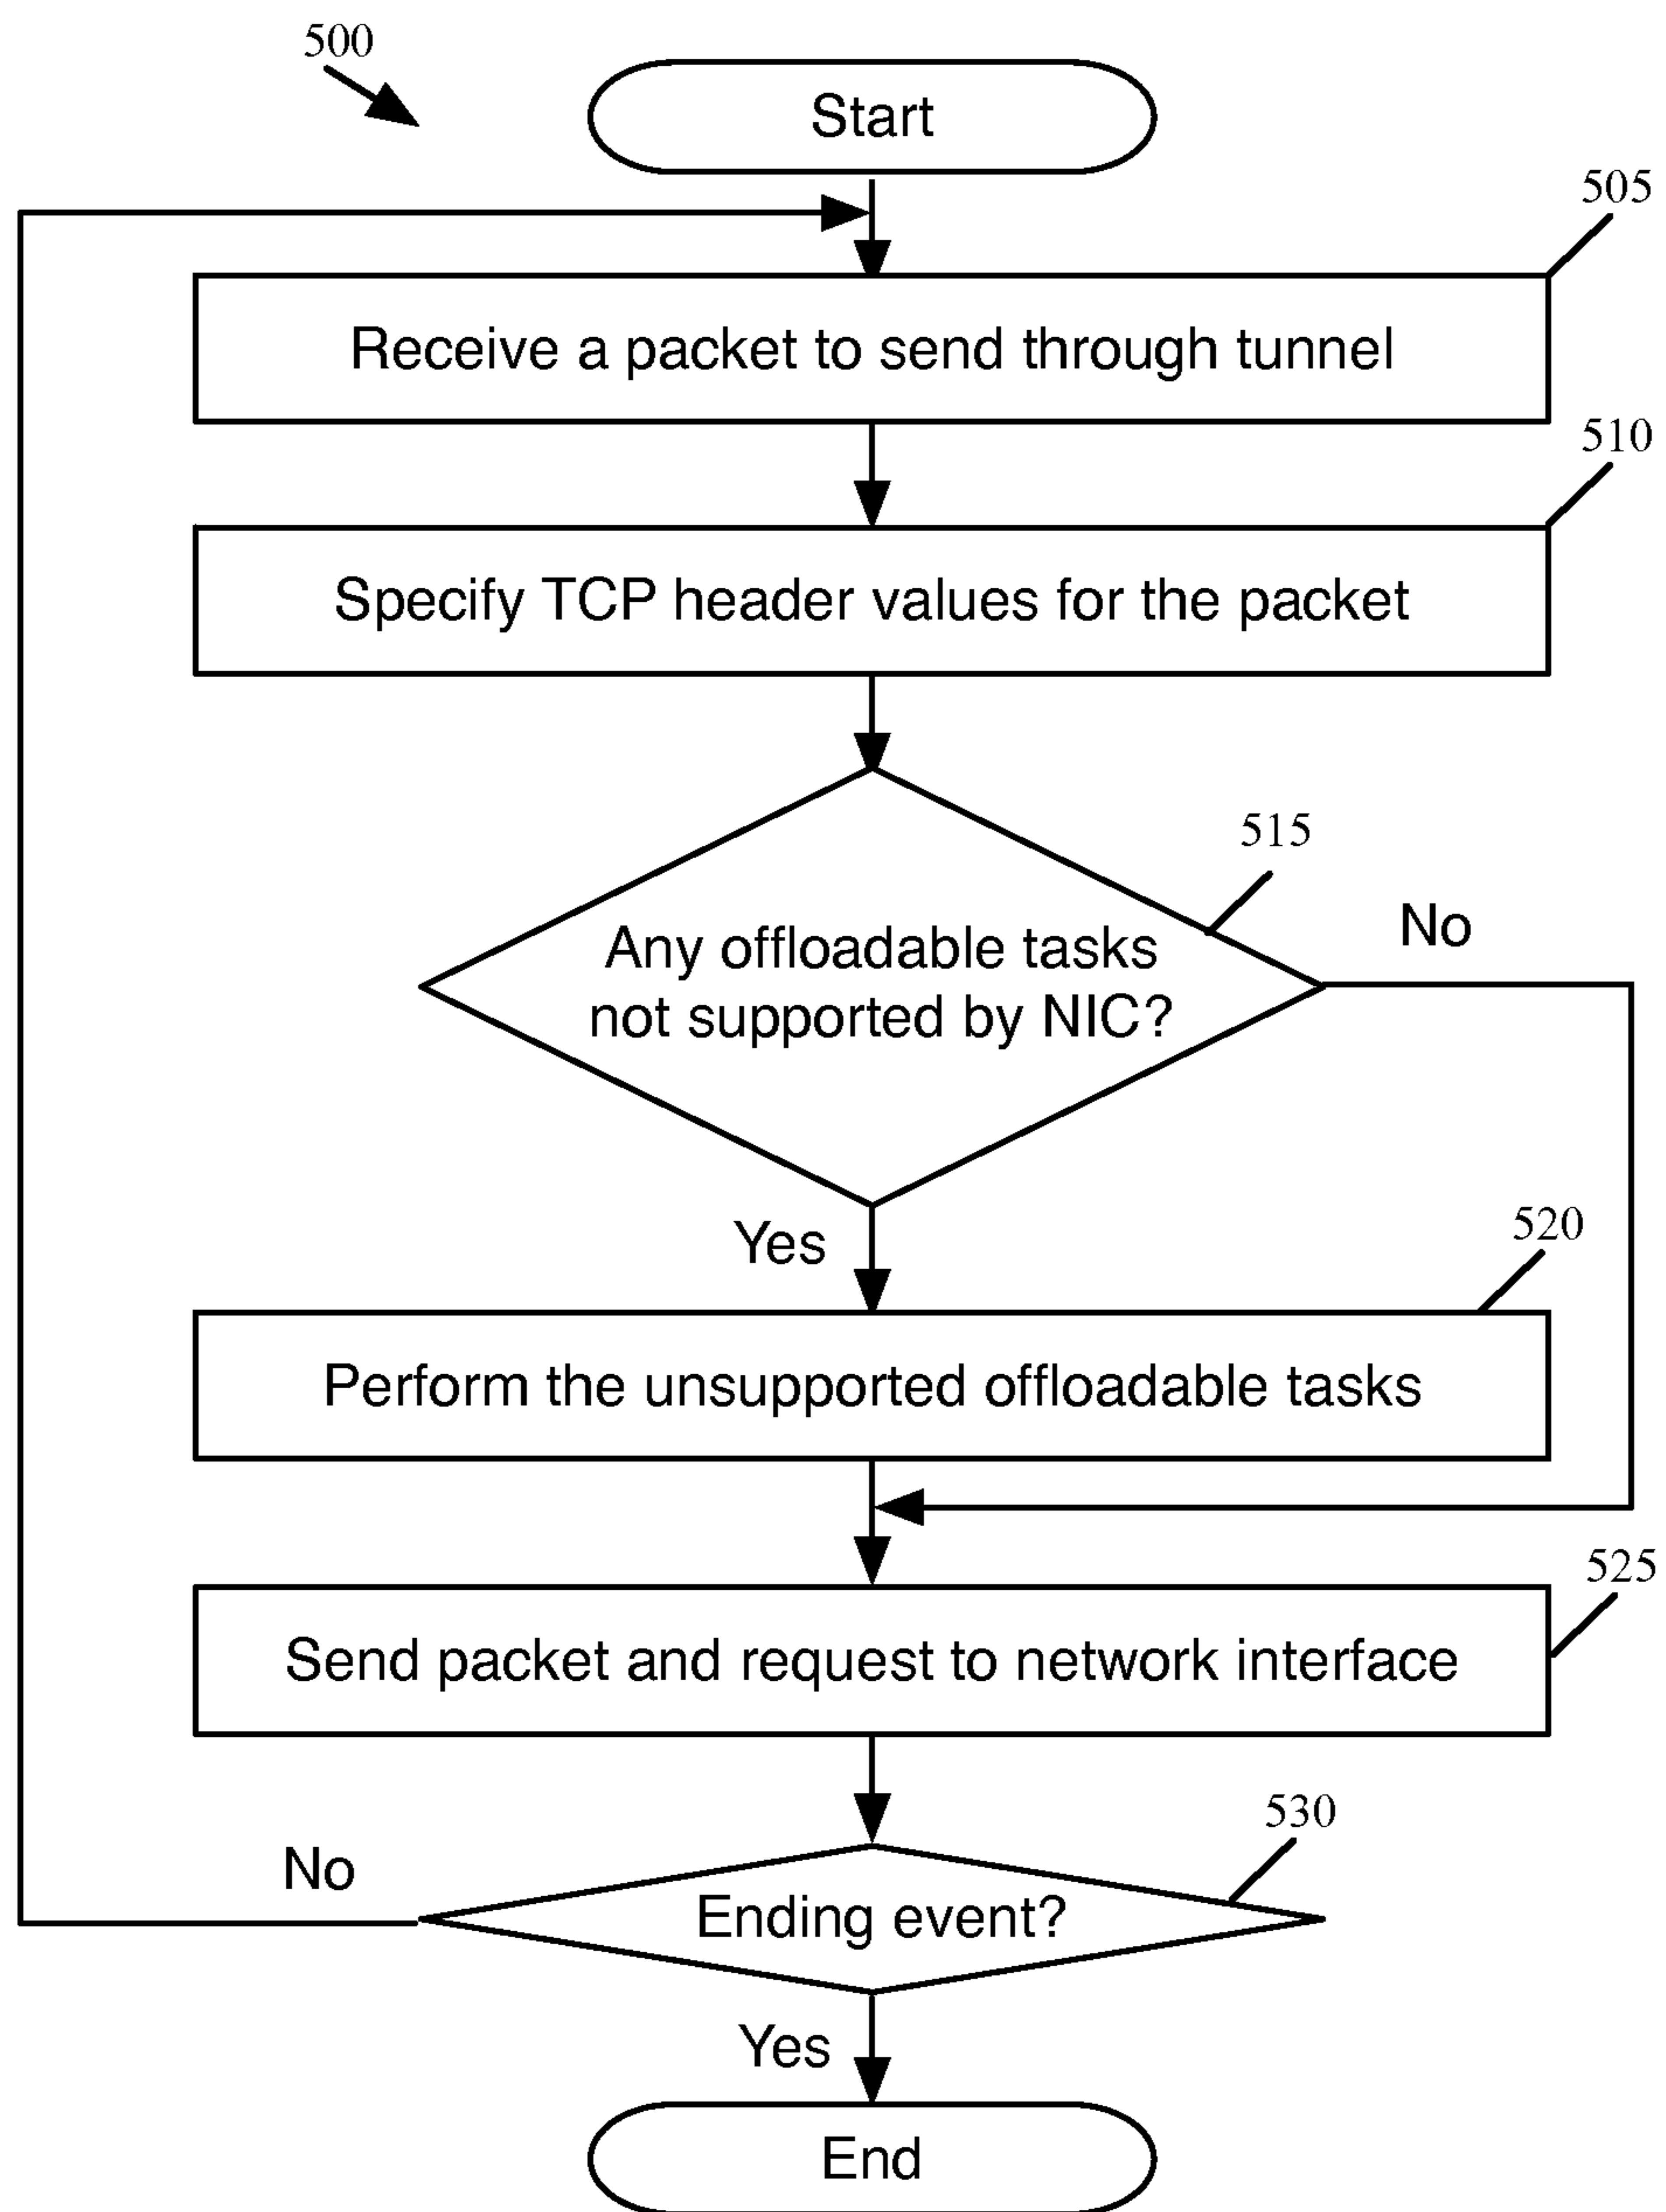 500
Start
505
Receive a packet to send through tunnel
510
Specify TCP header values for the packet
515
No
Any offloadable tasks
not supported by NIC?
Yes
520
Perform the unsupported offloadable tasks
525
Send packet and request to network interface
530
No
Ending event?
Yes
End